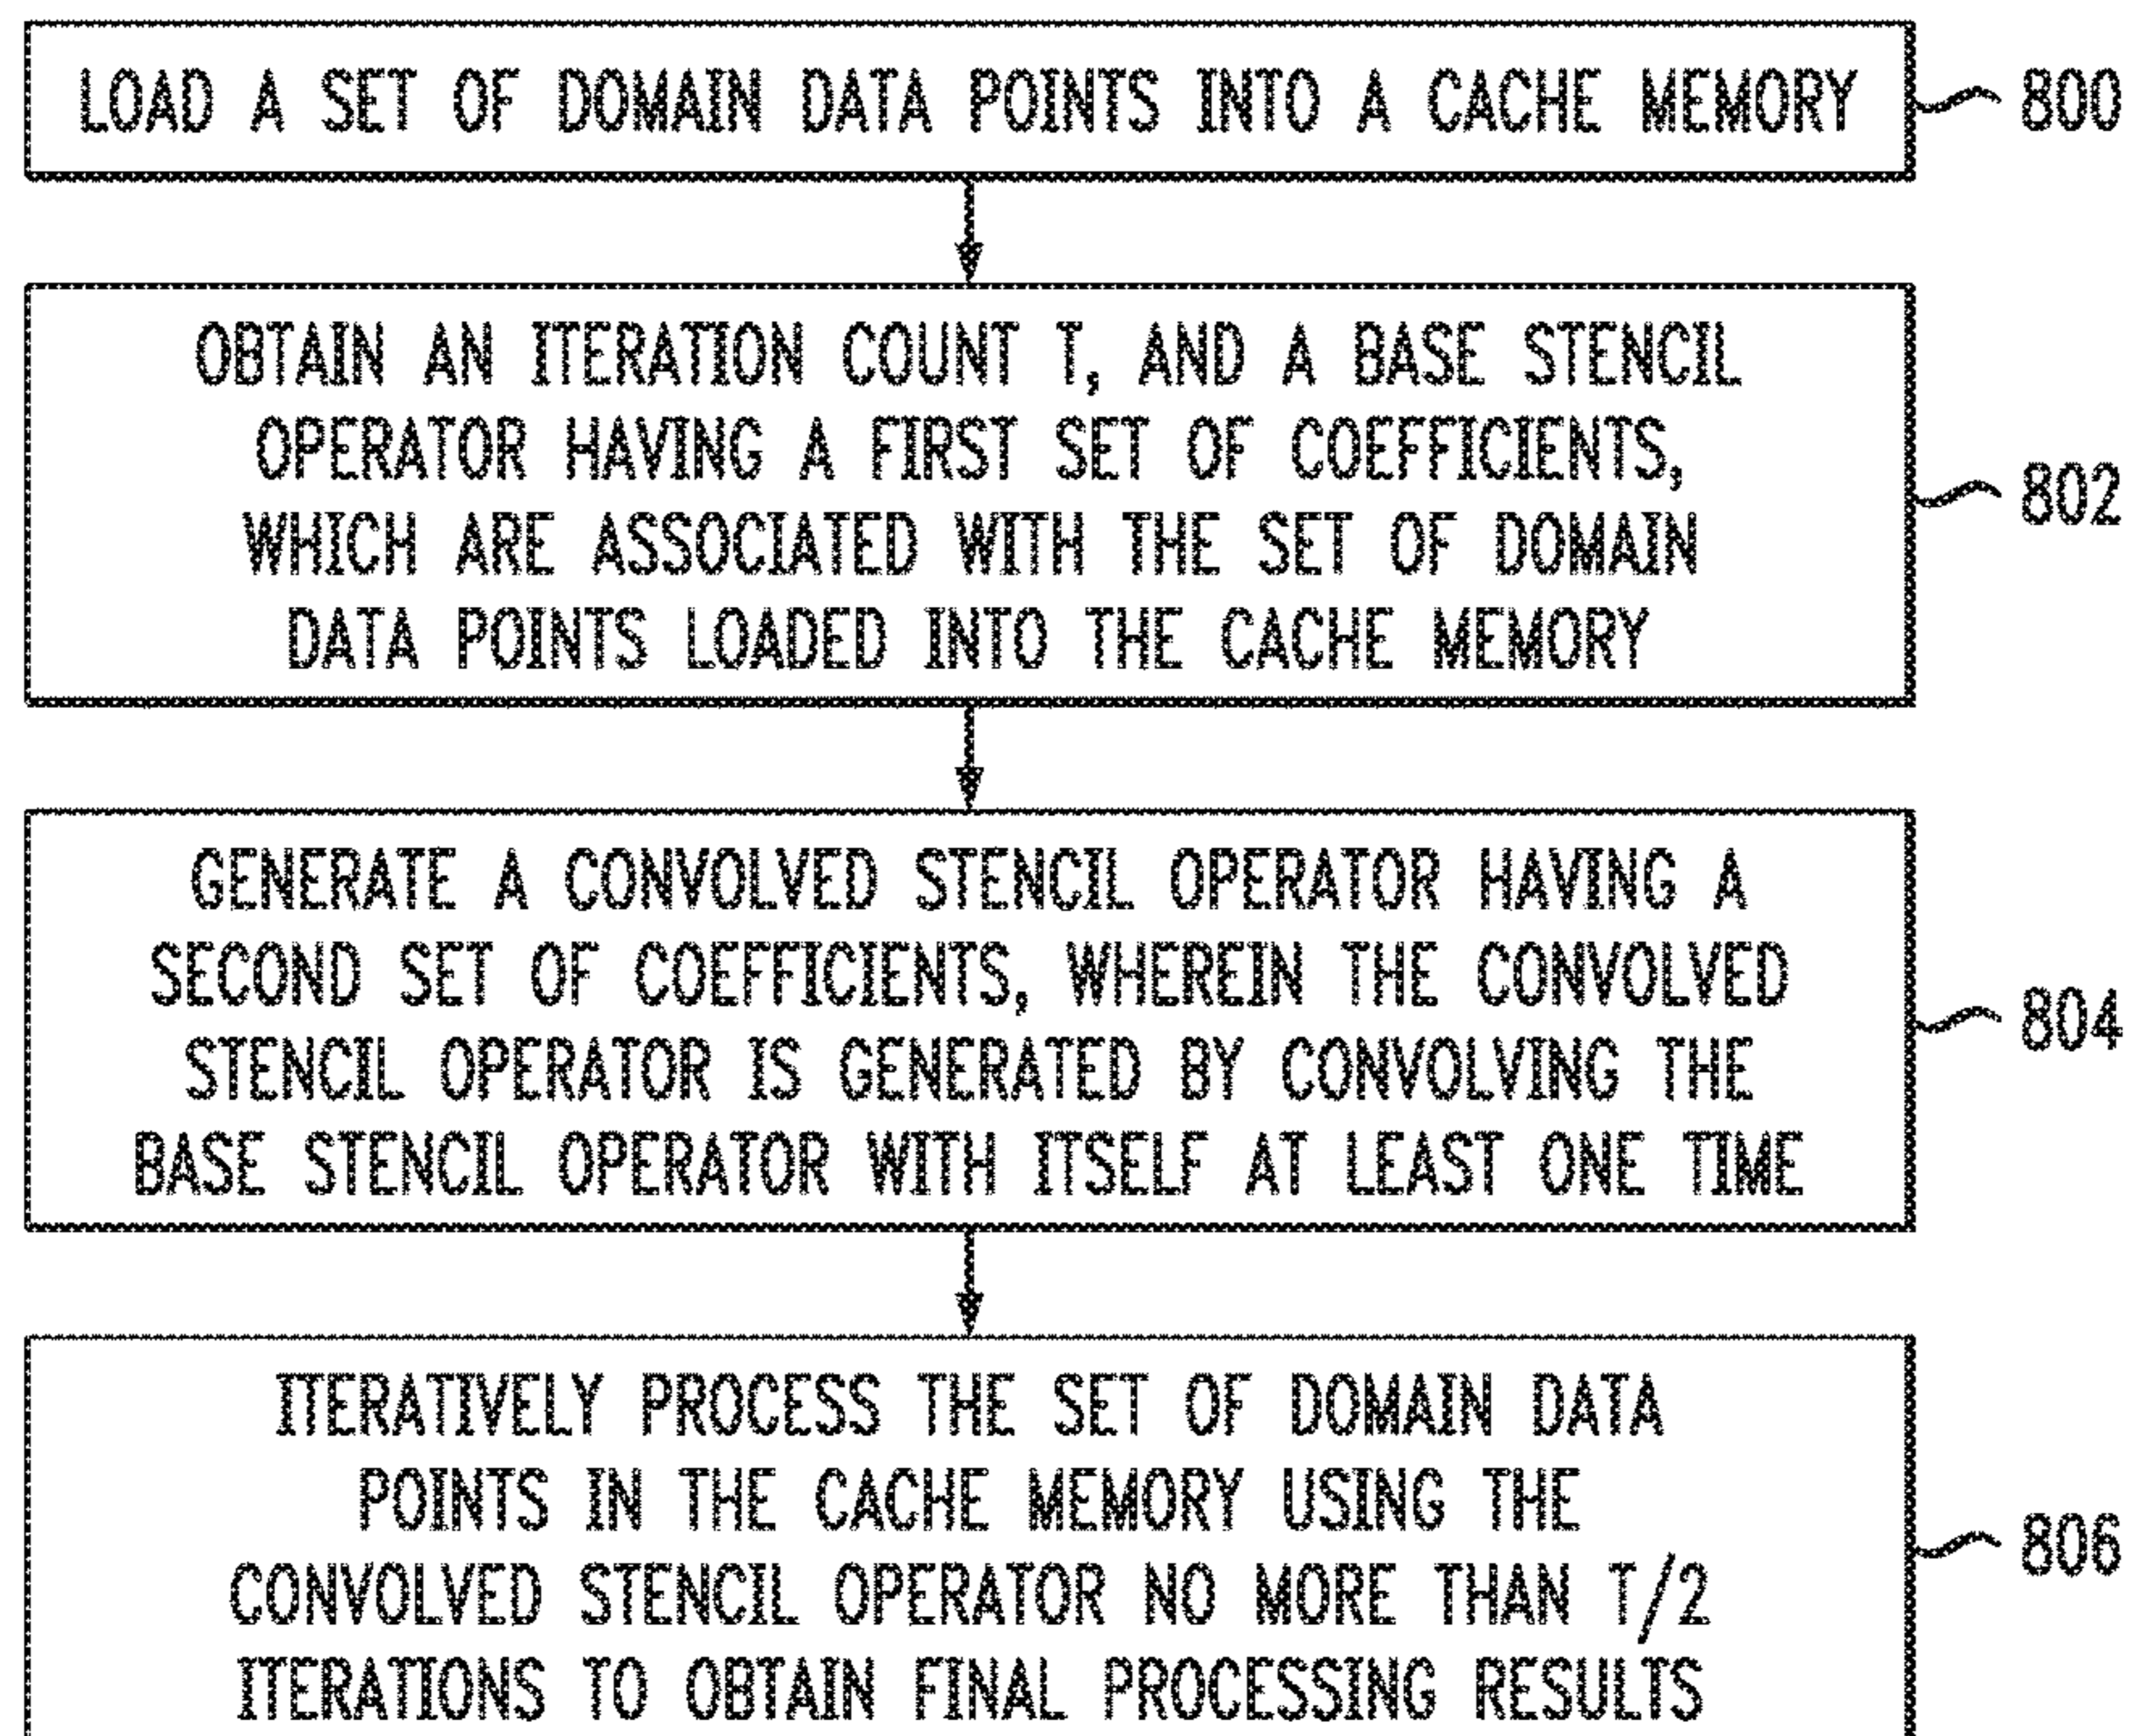 LOAD A SET OF DOMAIN DATA POINTS INTO A CACHE MEMORY
800
OBTAIN AN ITERATION COUNT T, AND A BASE STENCIL
OPERATOR HAVING A FIRST SET OF COEFFICIENTS,
WHICH ARE ASSOCIATED WITH THE SET OF DOMAIN
DATA POINTS LOADED INTO THE CACHE MEMORY
802
GENERATE A CONVOLVED STENCIL OPERATOR HAVING A
SECOND SET OF COEFFICIENTS, WHEREIN THE CONVOLVED
STENCIL OPERATOR IS GENERATED BY CONVOLVING THE
BASE STENCIL OPERATOR WITH ITSELF AT LEAST ONE TIME
804
ITERATIVELY PROCESS THE SET OF DOMAIN DATA
POINTS IN THE CACHE MEMORY USING THE
CONVOLVED STENCIL OPERATOR NO MORE THAN T/2
ITERATIONS TO OBTAIN FINAL PROCESSING RESULTS
806